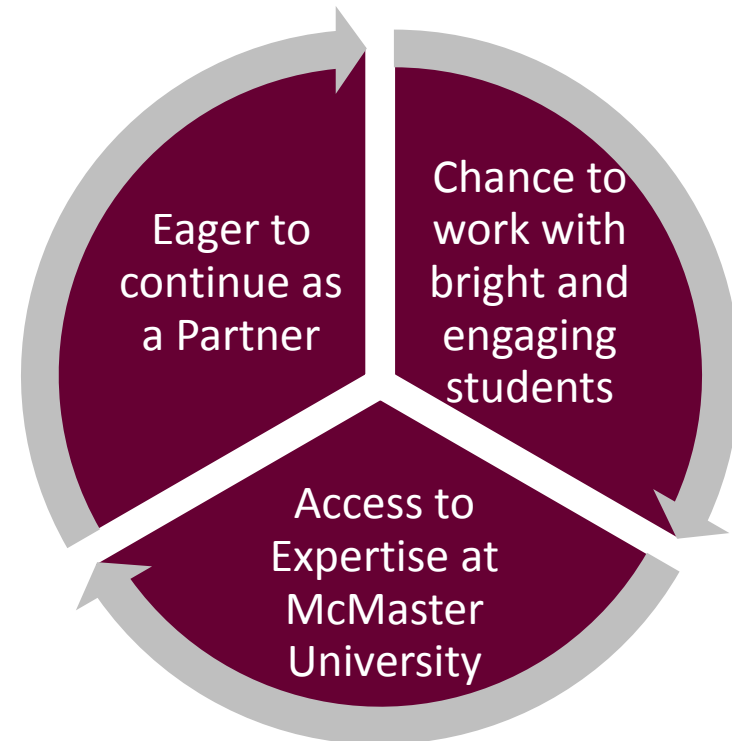 Chance to
work with
bright and
engaging
students
Access to
Expertise at
McMaster
University
Eager to
continue as
a Partner